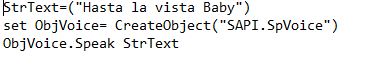 StrText=("Hasta la vista Baby")
set ObjVoice= CreateObject("SAPI.SpVoice")
ObjVoice.Speak StrText